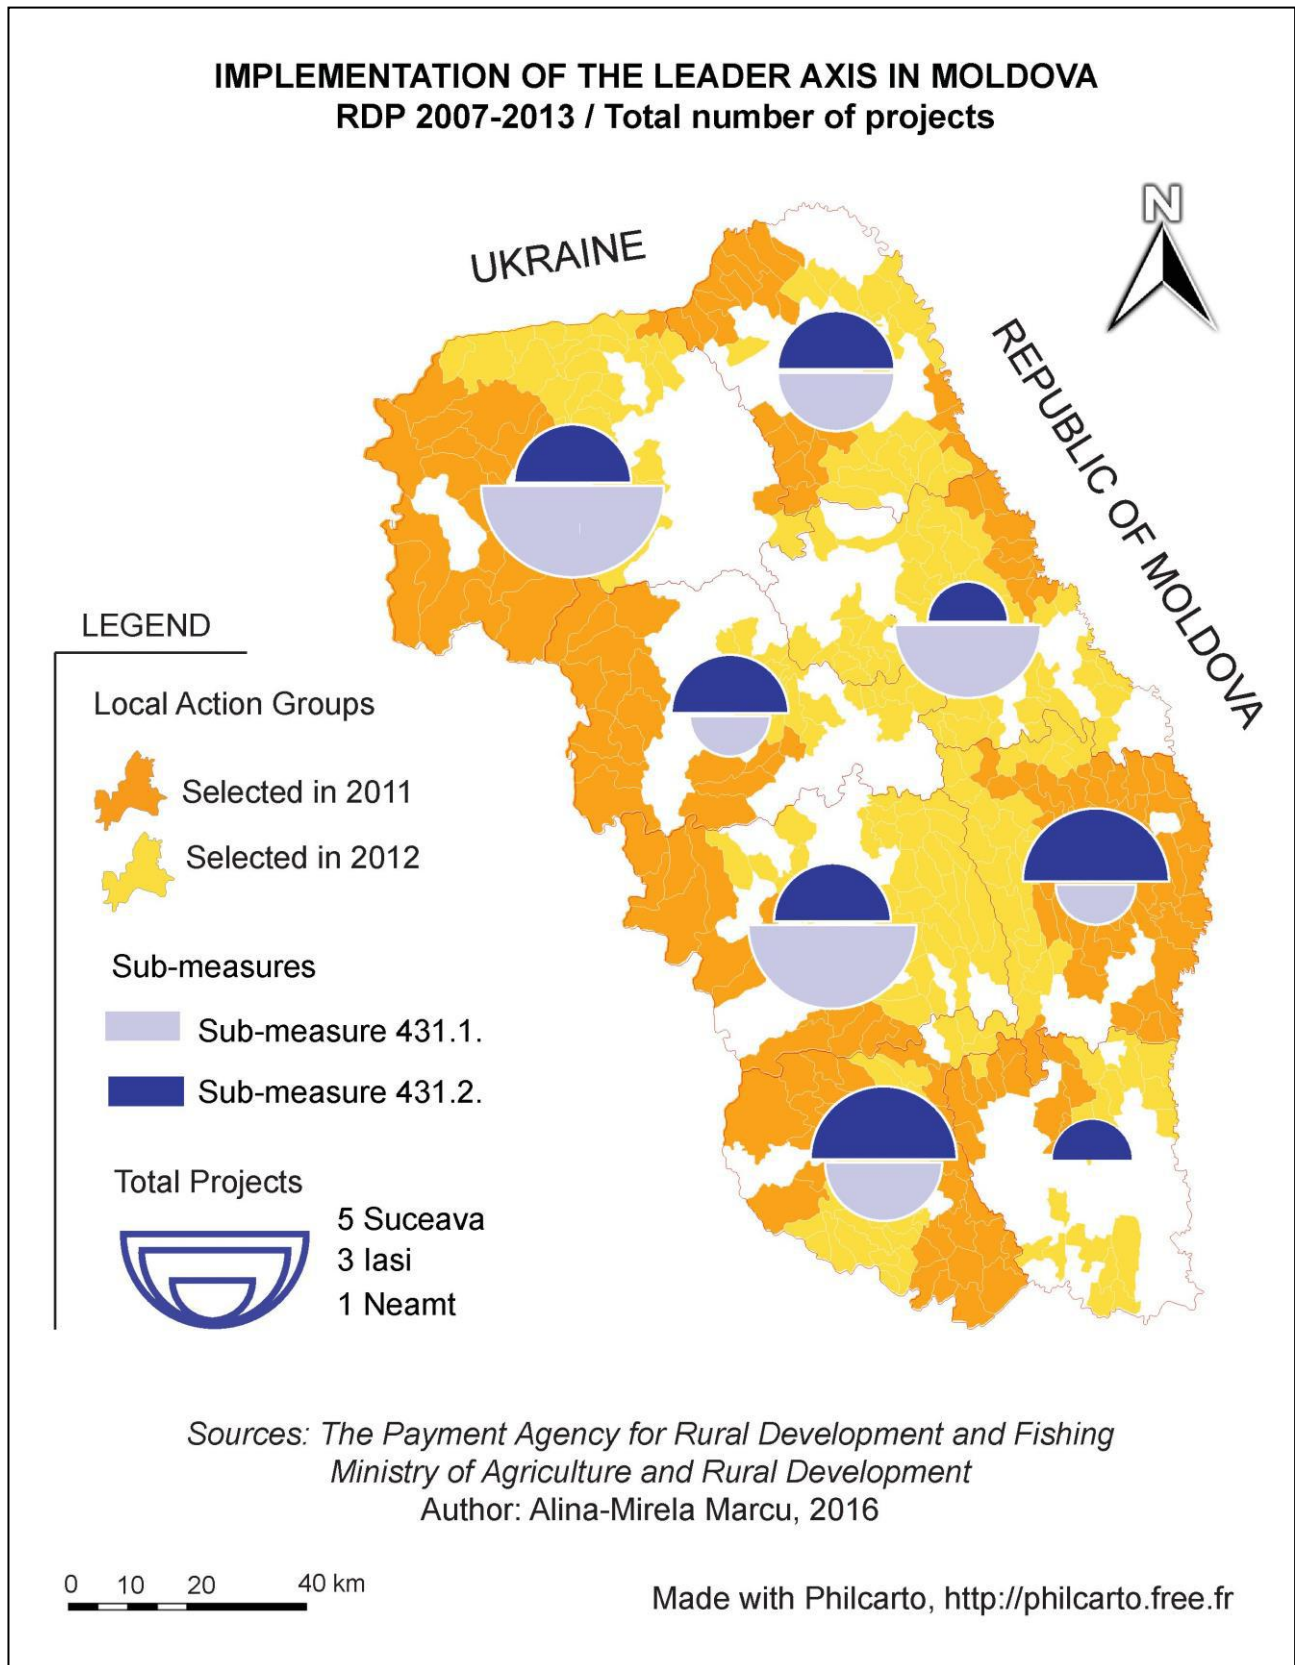 IMPLEMENTATION OF THE LEADER AXIS IN MOLDOVA
RDP 2007-2013 / Total number of projects
N
UKRAINE
REPUBLIC OF MOLDOVA
LEGEND
Local Action Groups
Selected in 2011
Selected in 2012
Sub-measures
Sub-measure 431.1.
Sub-measure 431.2.
Total Projects
5 Suceava
3 Iasi
1 Neamt
Sources: The Payment Agency for Rural Development and Fishing
Ministry of Agriculture and Rural Development
Author: Alina-Mirela Marcu, 2016
0 10 20 40 km
Made with Philcarto, http://philcarto.free.fr